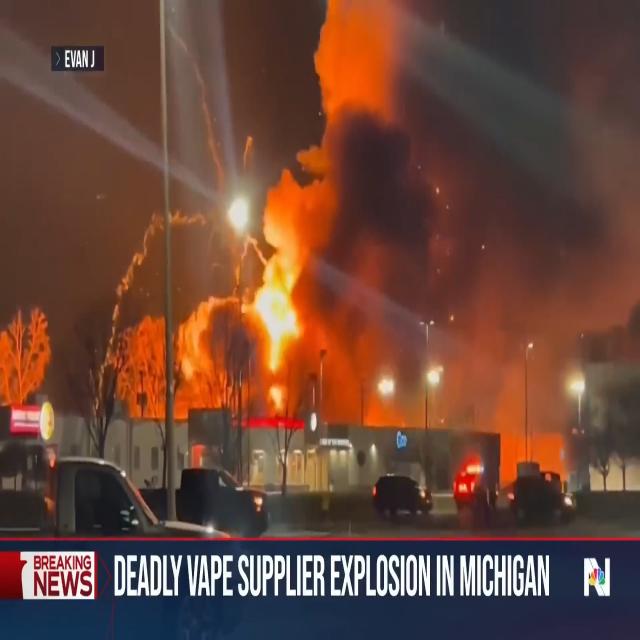 EVAN J
BREAKING
NEWS
DEADLY VAPE SUPPLIER EXPLOSION IN MICHIGAN
N